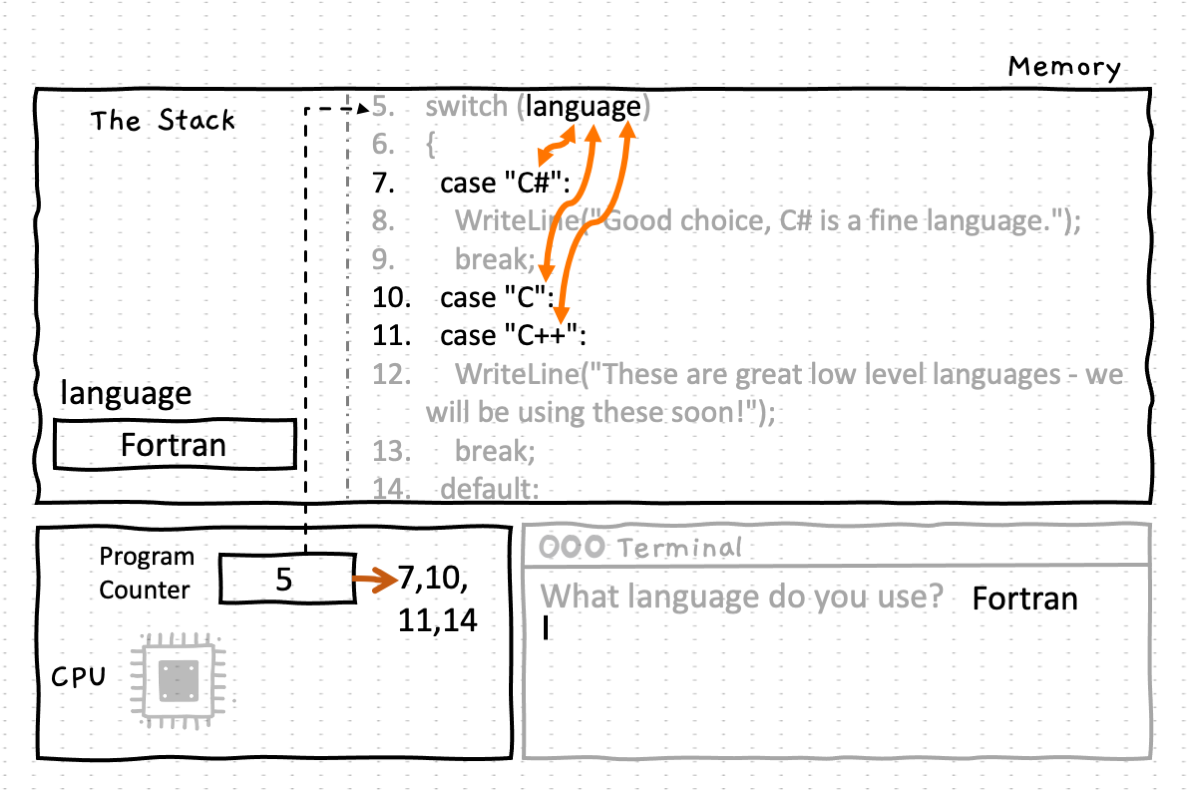 Memory
The Stack
5. switch (language)
6. {
7. case "C#":
8. WriteLine("Good choice, C# is a fine language.");
9. break;
10. case "C":
11. case "C++":
12. WriteLine("These are great low level languages - we
will be using these soon!");
13. break;
14. default:
language
Fortran
Program
Counter
5
7,10,
11,14
CPU
Terminal
What language do you use? Fortran